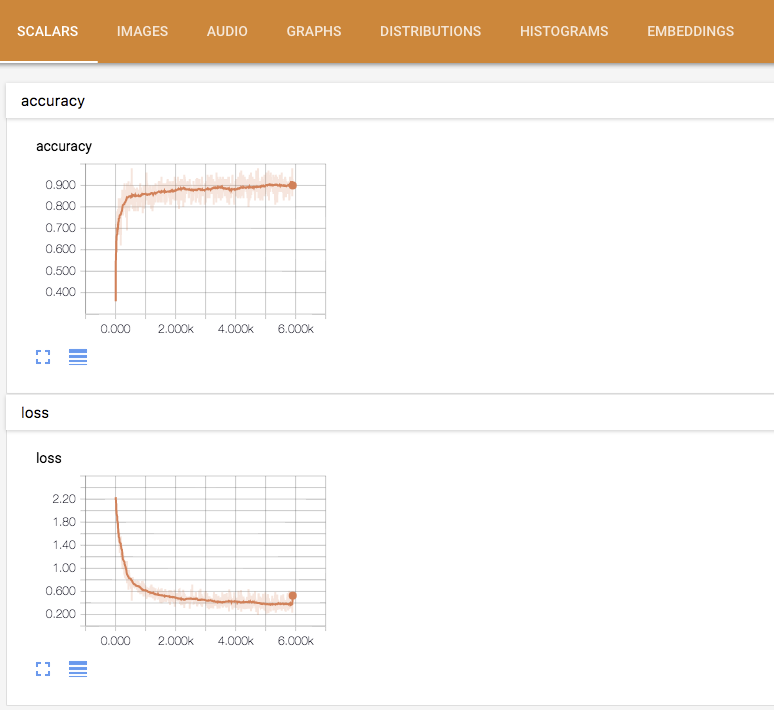 SCALARS IMAGES AUDIO GRAPHS DISTRIBUTIONS HISTOGRAMS EMBEDDINGS
accuracy
accuracy
0.900
0.800
0.700
0.600
0.500
0.400
0.000 2.000k 4.000k 6.000k
loss
loss
2.20
1.80
1.40
1.00
0.600
0.200
0.000 2.000k 4.000k 6.000k